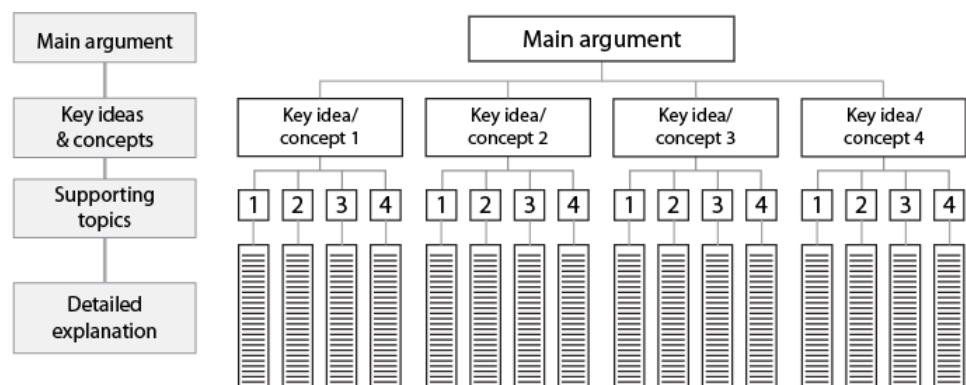 Main argument
Key ideas
& concepts
Supporting
topics
Detailed
explanation
Main argument
Key idea/
concept 1
Key idea/
concept 2
Key idea/
concept 3
Key idea/
concept 4
1 2 3 4 1 2 3 4 1 2 3 4 1 2 3 4